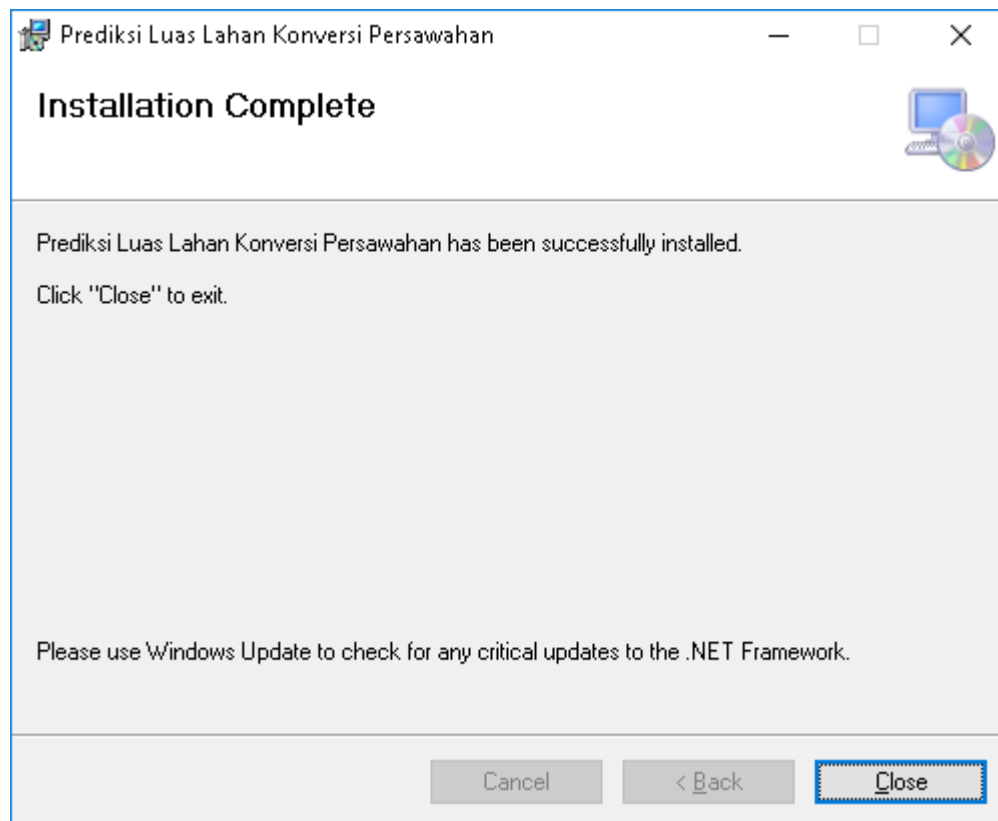 Prediksi Luas Lahan Konversi Persawahan
Installation Complete
Prediksi Luas Lahan Konversi Persawahan has been successfully installed.
Click "Close" to exit.
Please use Windows Update to check for any critical updates to the .NET Framework.
Cancel
< Back
Close